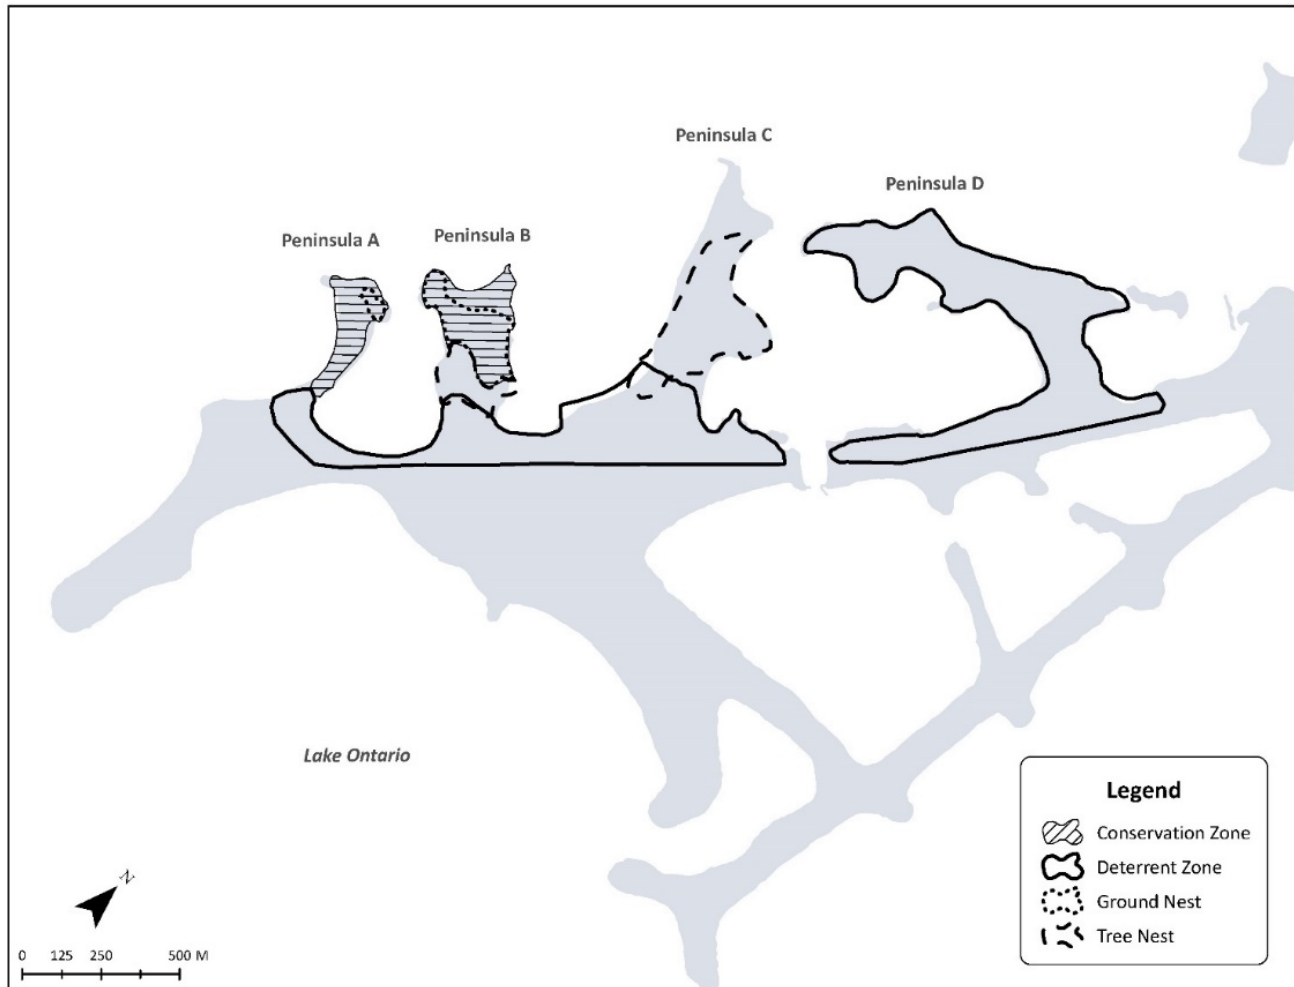 Peninsula C
Peninsula D
Peninsula B
Peninsula A
Lake Ontario
Legend
Conservation Zone
Deterrent Zone
Ground Nest
Tree Nest
N
0 125 250 500 M